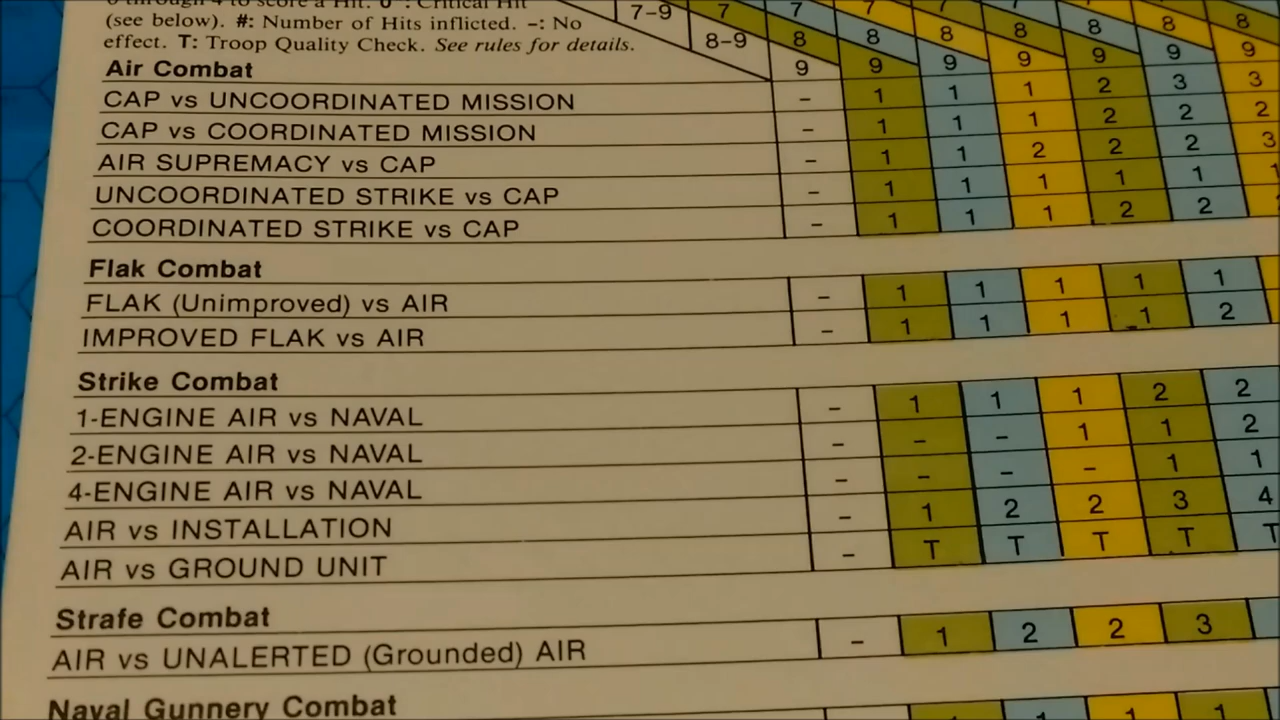 (see below). #: Number of Hits inflicted. –: No
effect. T: Troop Quality Check. See rules for details.
7–9 7 7 7 7 7 8 8
8–9 8 8 8 8 8 9 9
9 9 9 9 9
Air Combat
CAP vs UNCOORDINATED MISSION – 1 1 1 2 3 3
CAP vs COORDINATED MISSION – 1 1 1 2 2 2
AIR SUPREMACY vs CAP – 1 1 2 2 2 3
UNCOORDINATED STRIKE vs CAP – 1 1 1 1 1
COORDINATED STRIKE vs CAP – 1 1 1 2 2
Flak Combat
FLAK (Unimproved) vs AIR – 1 1 1 1 1
IMPROVED FLAK vs AIR – 1 1 1 1 2
Strike Combat
1-ENGINE AIR vs NAVAL – 1 1 1 2 2
2-ENGINE AIR vs NAVAL – – – 1 1 2
4-ENGINE AIR vs NAVAL – – – – 1 1
AIR vs INSTALLATION – 1 2 2 3 4
AIR vs GROUND UNIT – T T T T T
Strafe Combat
AIR vs UNALERTED (Grounded) AIR – 1 2 2 3
Naval Gunnery Combat